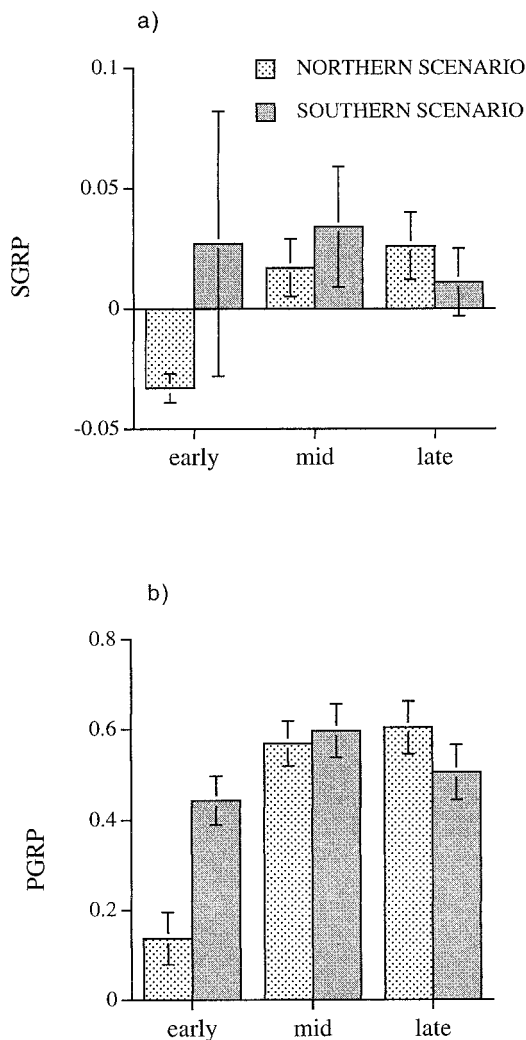 a)
NORTHERN SCENARIO
SOUTHERN SCENARIO
SGRP
0.1
0.05
0
-0.05
early mid late
b)
PGRP
0.8
0.6
0.4
0.2
0
early mid late